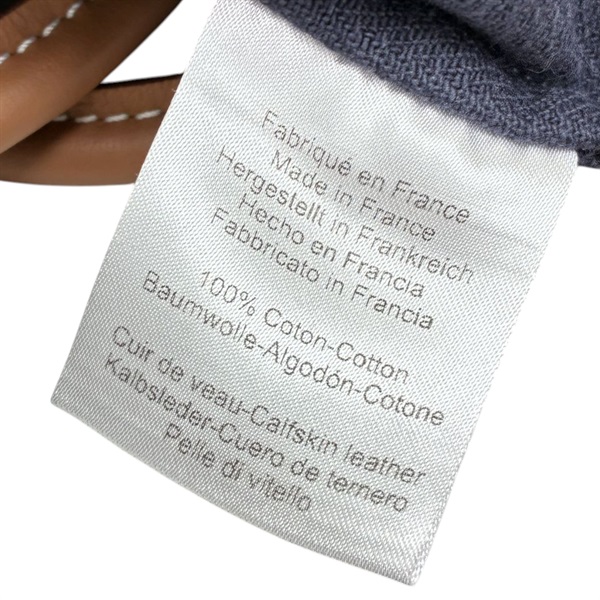 Fabriqué en France
Made in France
Hergestellt in Frankreich
Hecho en Francia
Fabbricato in Francia
100% Coton-Cotton
Baumwolle-Algodón-Cotone
Cuir de veau-Calfskin leather
Kalbsleder-Cuero de ternero
Pelle di vitello